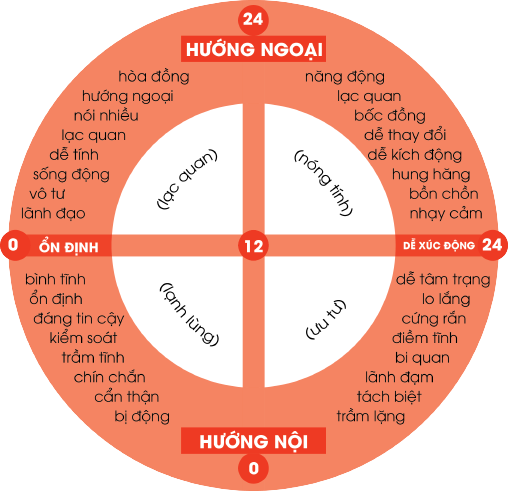 24
HƯỚNG NGOẠI
hòa đồng
hướng ngoại
nói nhiều
lạc quan
dễ tính
sống động
vô tư
lãnh đạo
năng động
lạc quan
bốc đồng
dễ thay đổi
dễ kích động
hung hăng
bồn chồn
nhạy cảm
(lạc quan)
(nóng tính)
0
ỔN ĐỊNH
12
DỄ XÚC ĐỘNG
24
bình tĩnh
ổn định
đáng tin cậy
kiểm soát
trầm tĩnh
chín chắn
cẩn thận
bị động
(lạnh lùng)
(ưu tư)
dễ tâm trạng
lo lắng
cứng rắn
điềm tĩnh
bi quan
lãnh đạm
tách biệt
trầm lặng
HƯỚNG NỘI
0